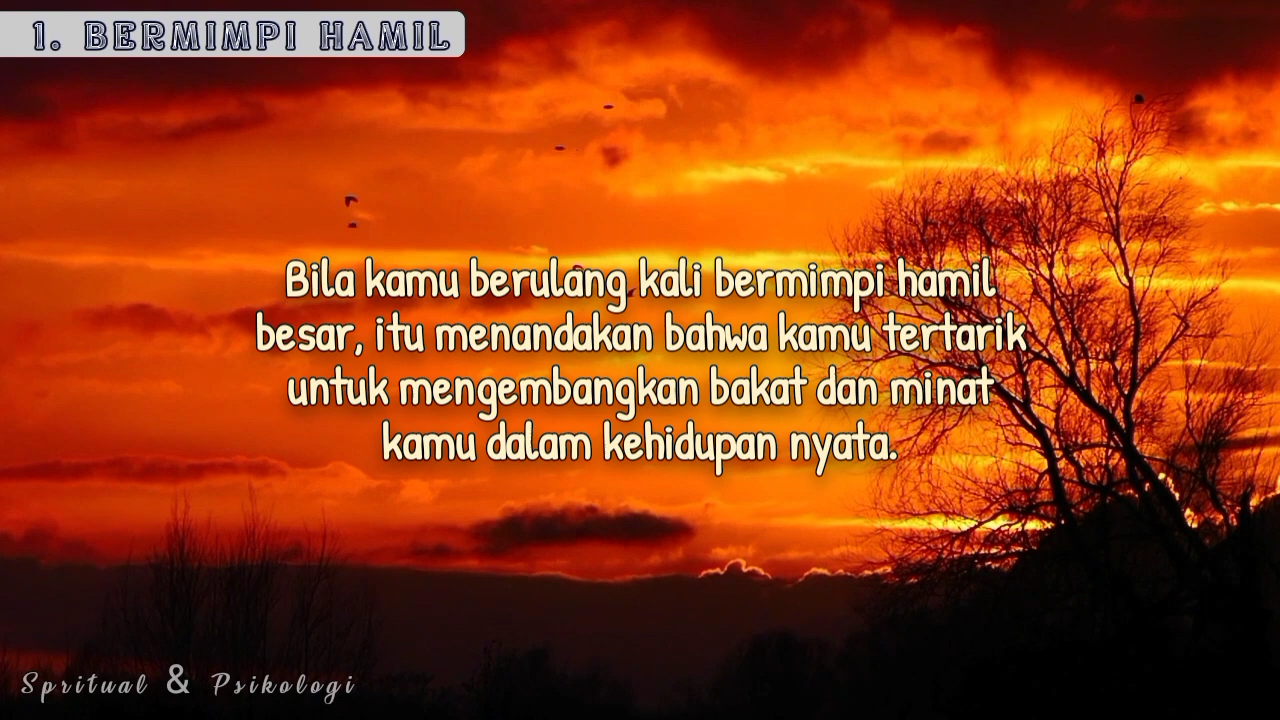 1. BERMIMPI HAMIL
Bila kamu berulang kali bermimpi hamil
besar, itu menandakan bahwa kamu tertarik
untuk mengembangkan bakat dan minat
kamu dalam kehidupan nyata.
Spritual & Psikologi